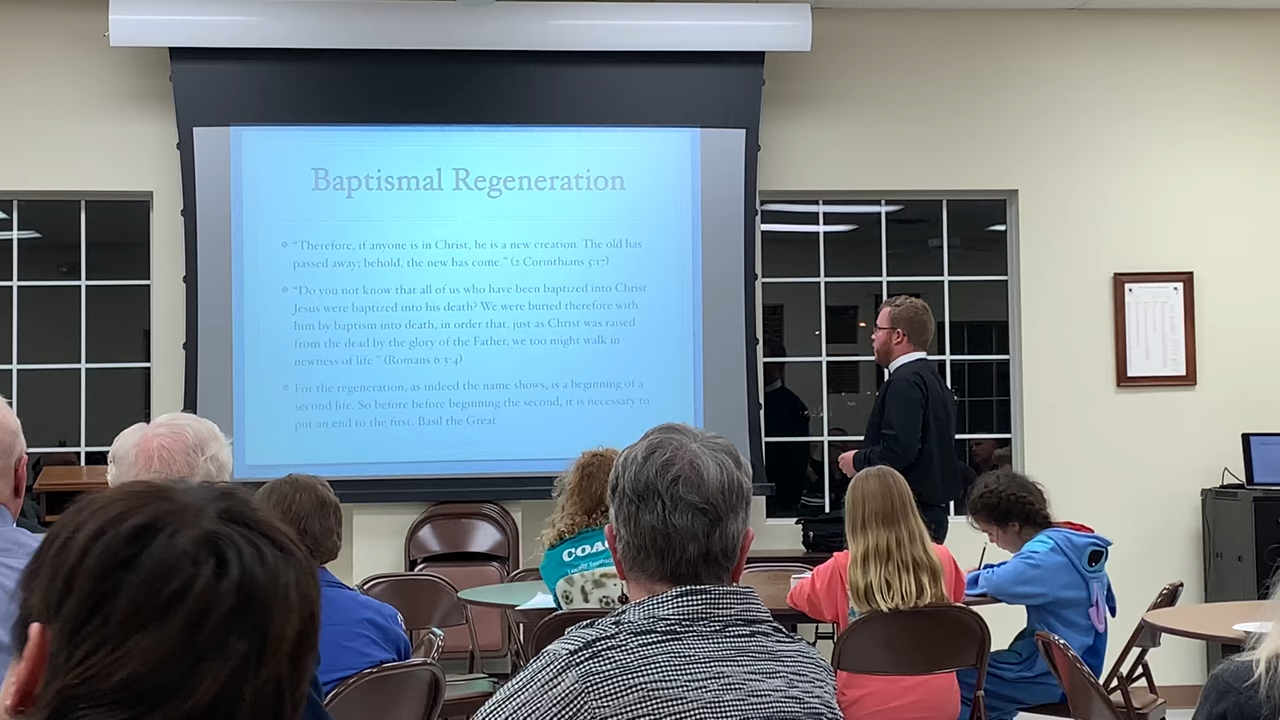 Baptismal Regeneration
"Therefore, if anyone is in Christ, he is a new creation. The old has
passed away; behold, the new has come." (2 Corinthians 5:17)
"Do you not know that all of us who have been baptized into Christ
Jesus were baptized into his death? We were buried therefore with
him by baptism into death, in order that, just as Christ was raised
from the dead by the glory of the Father, we too might walk in
newness of life." (Romans 6:3-4)
For the regeneration, as indeed the name shows, is a beginning of a
second life. So before before beginning the second, it is necessary to
put an end to the first. Basil the Great
COA
Locally